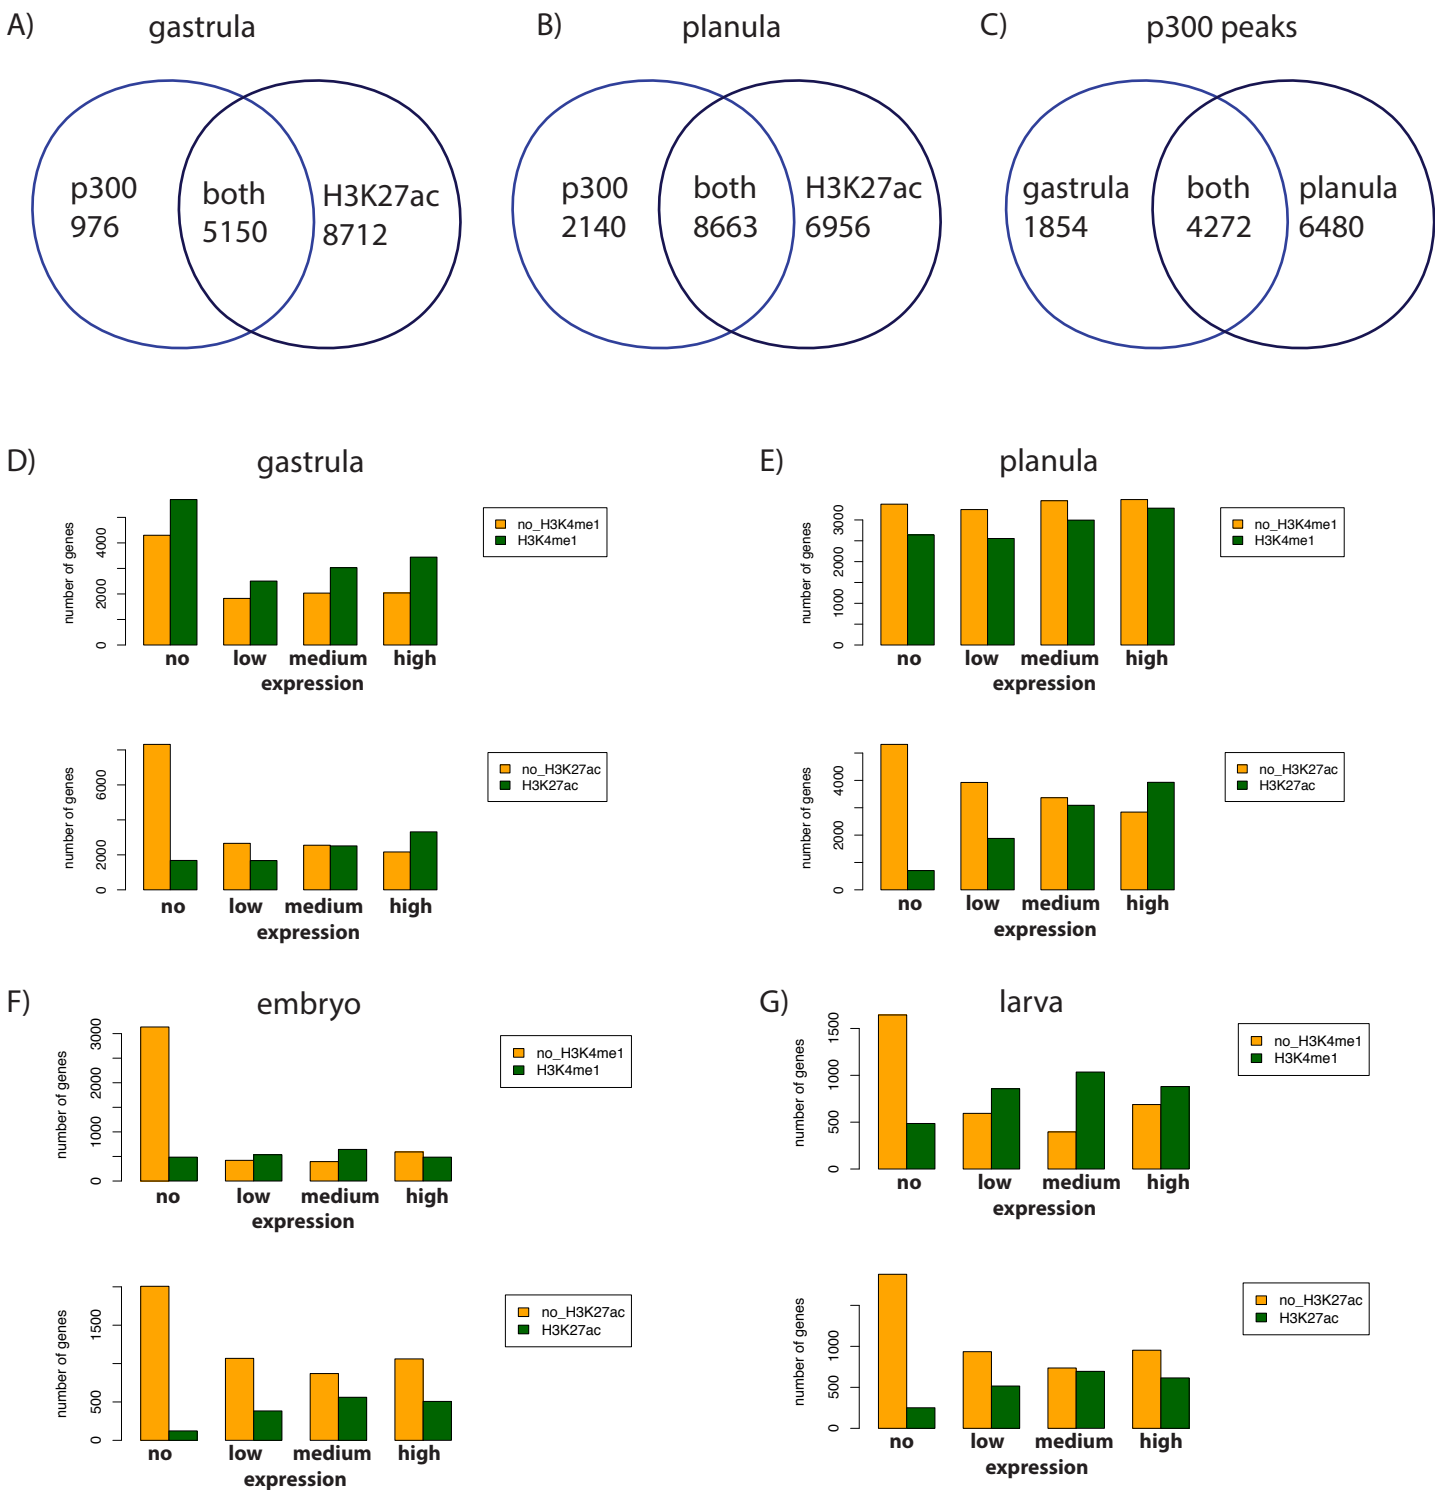 A) gastrula
B) planula
C) p300 peaks
p300
976
both
5150
H3K27ac
8712
p300
2140
both
8663
H3K27ac
6956
gastrula
1854
both
4272
planula
6480
D) gastrula
number of genes
0 2000 4000
no low medium high
expression
no_H3K4me1
H3K4me1
number of genes
0 2000 6000
no low medium high
expression
no_H3K27ac
H3K27ac
E) planula
number of genes
0 1000 2000 3000
no low medium high
expression
no_H3K4me1
H3K4me1
number of genes
0 2000 4000
no low medium high
expression
no_H3K27ac
H3K27ac
F) embryo
number of genes
0 1000 2000 3000
no low medium high
expression
no_H3K4me1
H3K4me1
number of genes
0 500 1500
no low medium high
expression
no_H3K27ac
H3K27ac
G) larva
number of genes
0 500 1000 1500
no low medium high
expression
no_H3K4me1
H3K4me1
number of genes
0 500 1000
no low medium high
expression
no_H3K27ac
H3K27ac